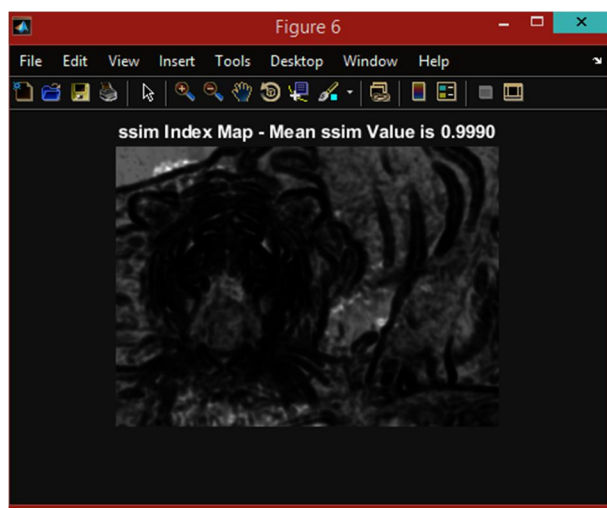 Figure 6
File Edit View Insert Tools Desktop Window Help
ssim Index Map - Mean ssim Value is 0.9990